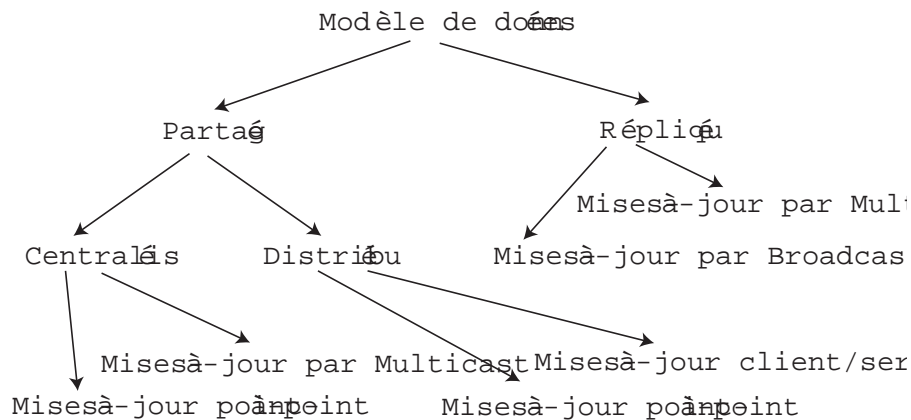 Modèle de données
Partagé
Répliqué
Mises-à-jour par Mult
Mises-à-jour par Broadcas
Centralisé
Distribué
Mises-à-jour par Multicast
Mises-à-jour client/ser
Mises-à-jour point-à-point
Mises-à-jour point-à-point